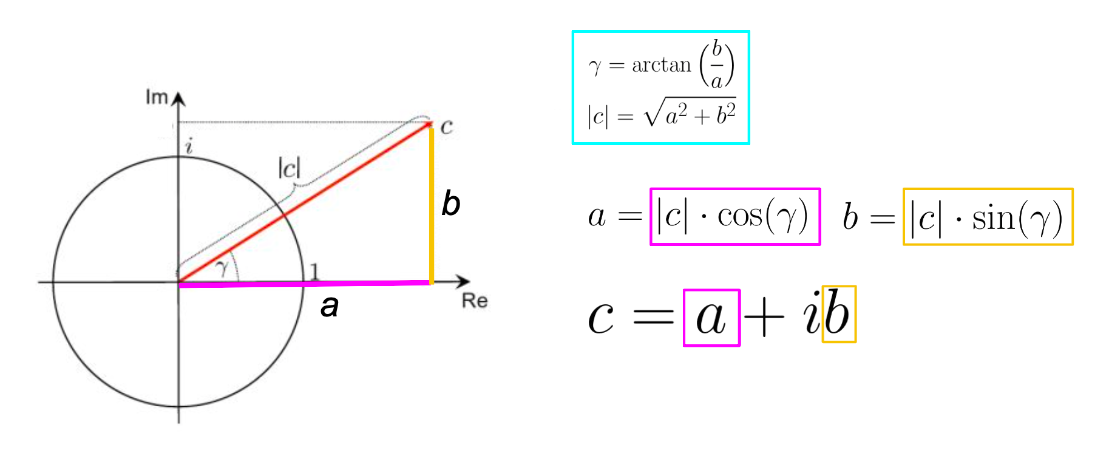 Im
i
c
|c|
b
γ
1
Re
a
γ = arctan (b/a)
|c| = √(a² + b²)
a = |c| · cos(γ)
b = |c| · sin(γ)
c = a + ib